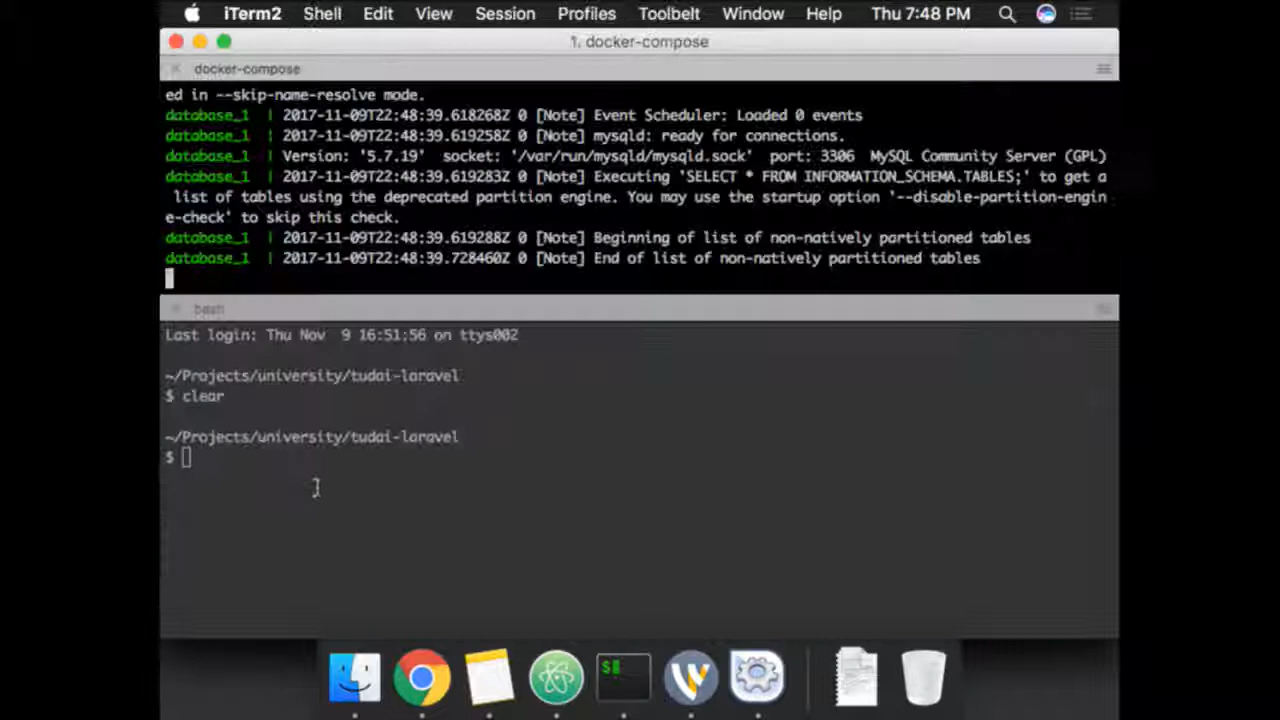 iTerm2 Shell Edit View Session Profiles Toolbelt Window Help Thu 7:48 PM
1. docker-compose
docker-compose
ed in --skip-name-resolve mode.
database_1 | 2017-11-09T22:48:39.618268Z 0 [Note] Event Scheduler: Loaded 0 events
database_1 | 2017-11-09T22:48:39.619258Z 0 [Note] mysqld: ready for connections.
database_1 | Version: '5.7.19' socket: '/var/run/mysqld/mysqld.sock' port: 3306 MySQL Community Server (GPL)
database_1 | 2017-11-09T22:48:39.619283Z 0 [Note] Executing 'SELECT * FROM INFORMATION_SCHEMA.TABLES;' to get a
list of tables using the deprecated partition engine. You may use the startup option '--disable-partition-engin
e-check' to skip this check.
database_1 | 2017-11-09T22:48:39.619288Z 0 [Note] Beginning of list of non-natively partitioned tables
database_1 | 2017-11-09T22:48:39.728460Z 0 [Note] End of list of non-natively partitioned tables
bash
Last login: Thu Nov 9 16:51:56 on ttys002
~/Projects/university/tudai-laravel
$ clear
~/Projects/university/tudai-laravel
$
$